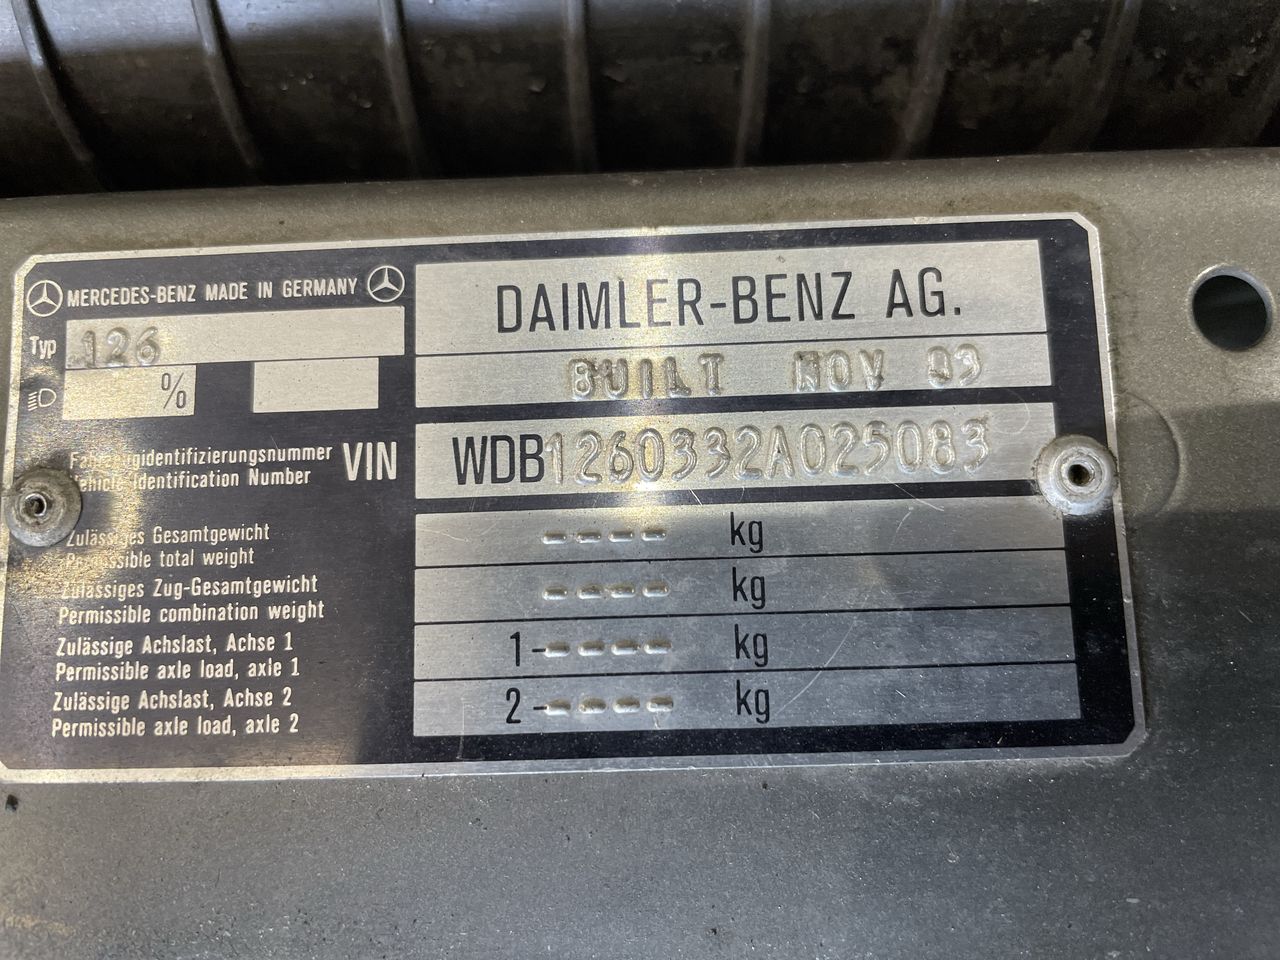 MERCEDES-BENZ MADE IN GERMANY
Typ 126
%
DAIMLER-BENZ AG.
BUILT NOV 83
Fahrzeugidentifizierungsnummer
Vehicle Identification Number
VIN
WDB1260332A025083
Zulässiges Gesamtgewicht
Permissible total weight
---- kg
Zulässiges Zug-Gesamtgewicht
Permissible combination weight
---- kg
Zulässige Achslast, Achse 1
Permissible axle load, axle 1
1----- kg
Zulässige Achslast, Achse 2
Permissible axle load, axle 2
2----- kg